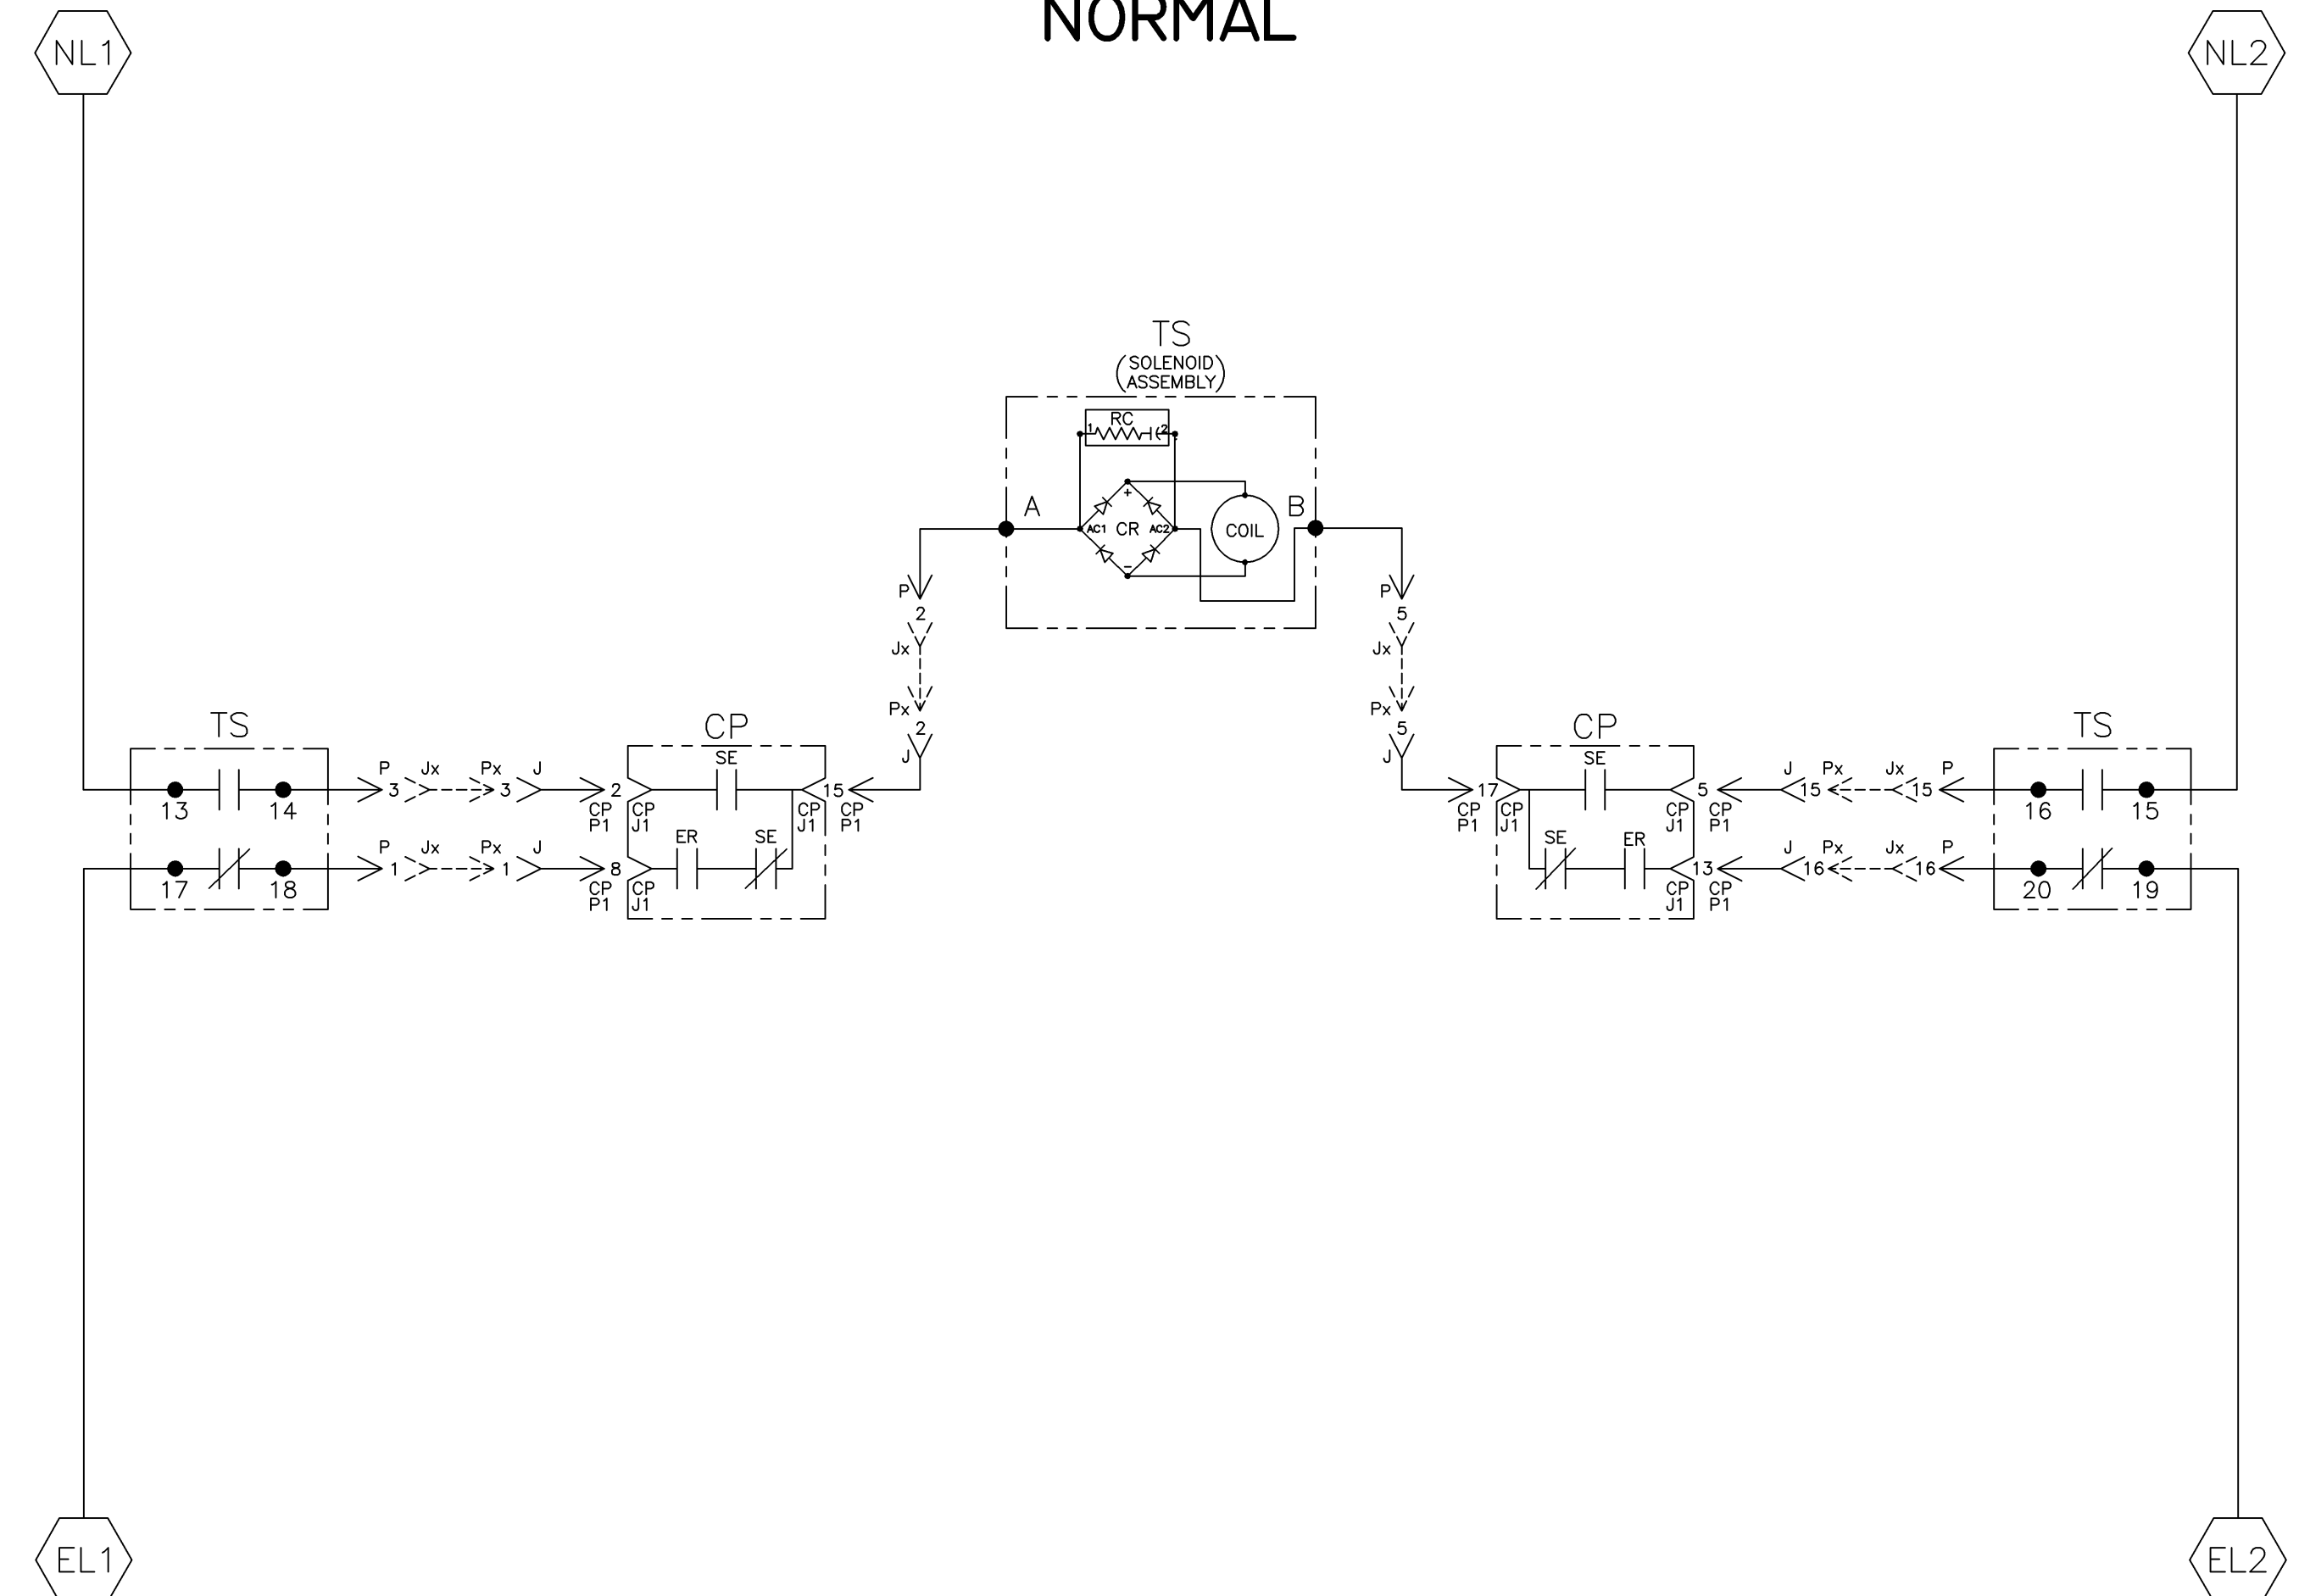 NORMAL
NL1
NL2
TS
(SOLENOID
ASSEMBLY)
RC
1 2
A
+
AC1 CR AC2
COIL
B
-
P
2
Jx
Px
2
J
P
5
Jx
Px
5
J
TS
13 14
17 18
P Jx Px J
3 3 2
P Jx Px J
1 1 8
CP
SE
CP CP
P1 J1
15
CP CP
J1 P1
ER SE
CP CP
P1 J1
CP
SE
17
CP CP
P1 J1
5
CP CP
J1 P1
SE ER
13
CP CP
J1 P1
J Px Jx P
15 15
J Px Jx P
16 16
TS
16 15
20 19
EL1
EL2